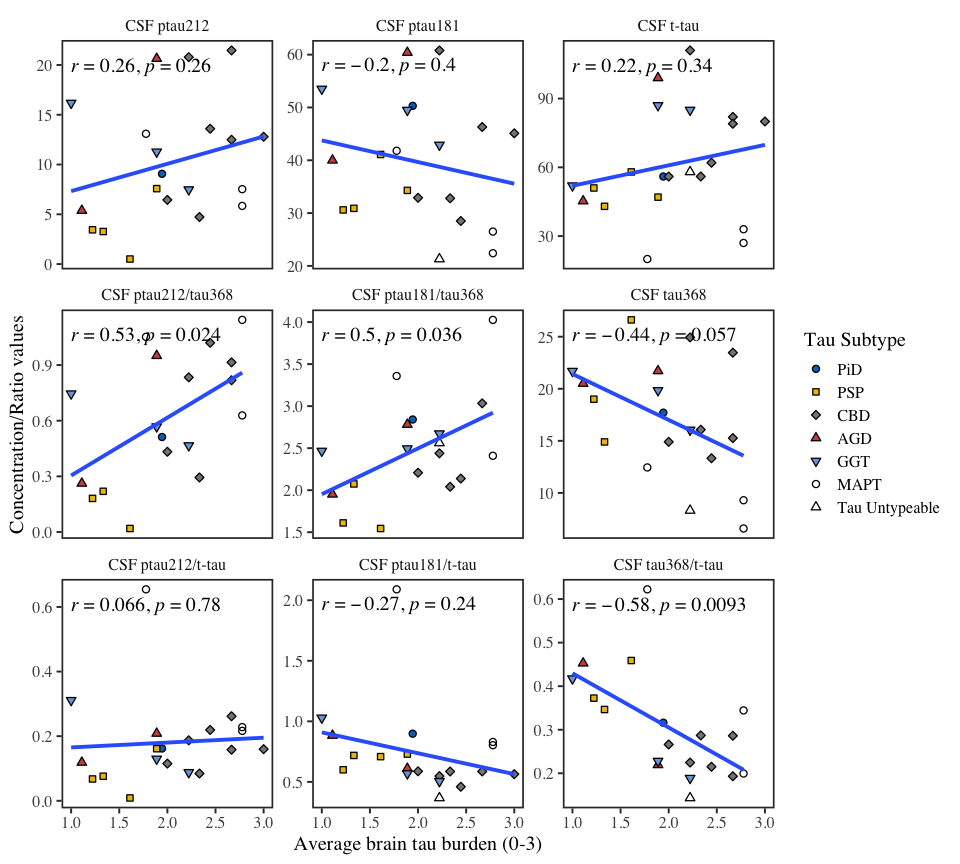 CSF ptau212
CSF ptau181
CSF t-tau
r = 0.26, p = 0.26
r = −0.2, p = 0.4
r = 0.22, p = 0.34
20
15
10
5
0
60
50
40
30
20
90
60
30
CSF ptau212/tau368
CSF ptau181/tau368
CSF tau368
r = 0.53, p = 0.024
r = 0.5, p = 0.036
r = −0.44, p = 0.057
0.9
0.6
0.3
0.0
4.0
3.5
3.0
2.5
2.0
1.5
25
20
15
10
CSF ptau212/t-tau
CSF ptau181/t-tau
CSF tau368/t-tau
r = 0.066, p = 0.78
r = −0.27, p = 0.24
r = −0.58, p = 0.0093
0.6
0.4
0.2
0.0
2.0
1.5
1.0
0.5
0.6
0.5
0.4
0.3
0.2
1.0 1.5 2.0 2.5 3.0
1.0 1.5 2.0 2.5 3.0
1.0 1.5 2.0 2.5 3.0
Average brain tau burden (0-3)
Concentration/Ratio values
Tau Subtype
PiD
PSP
CBD
AGD
GGT
MAPT
Tau Untypeable